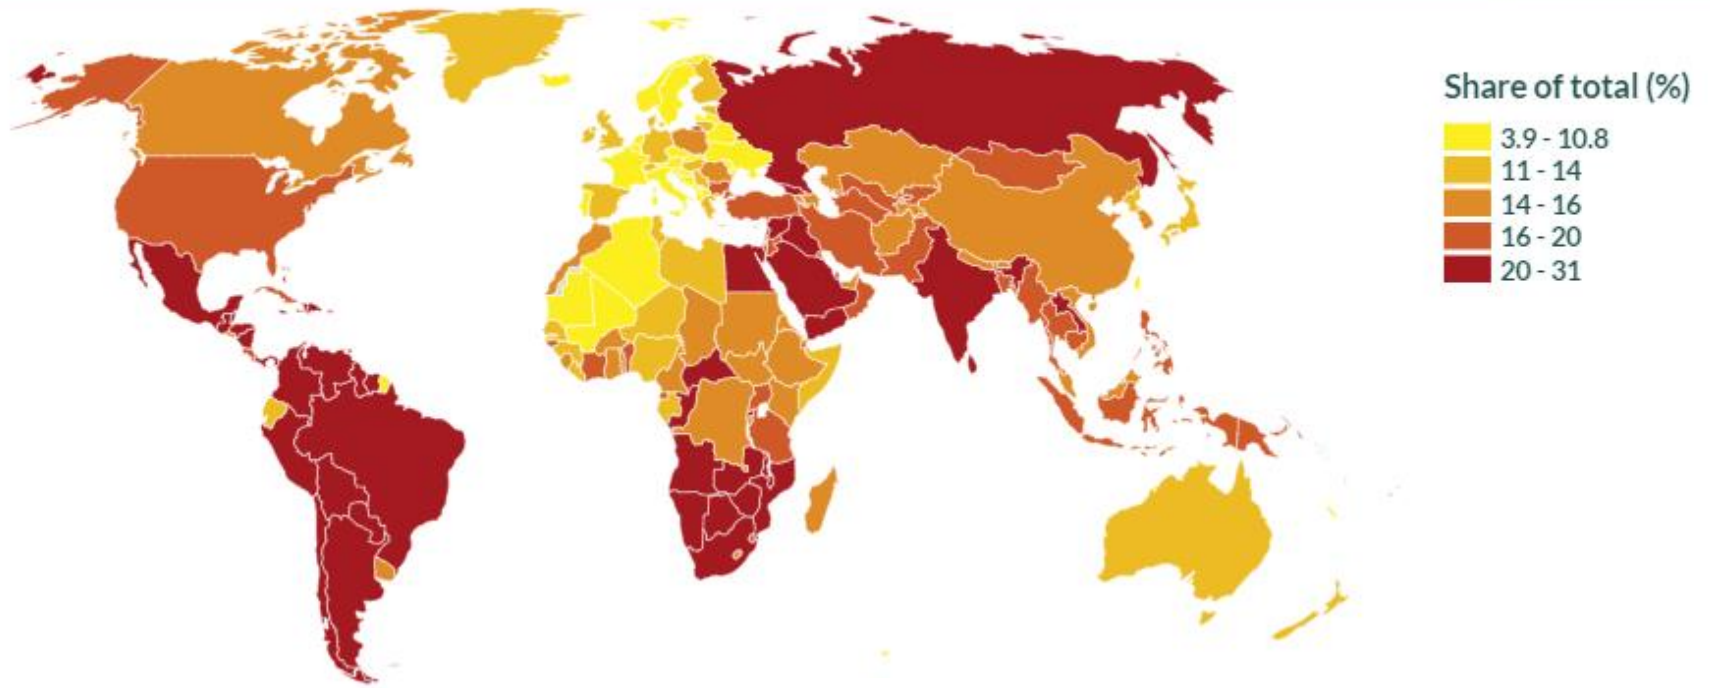 Share of total (%)
3.9 - 10.8
11 - 14
14 - 16
16 - 20
20 - 31